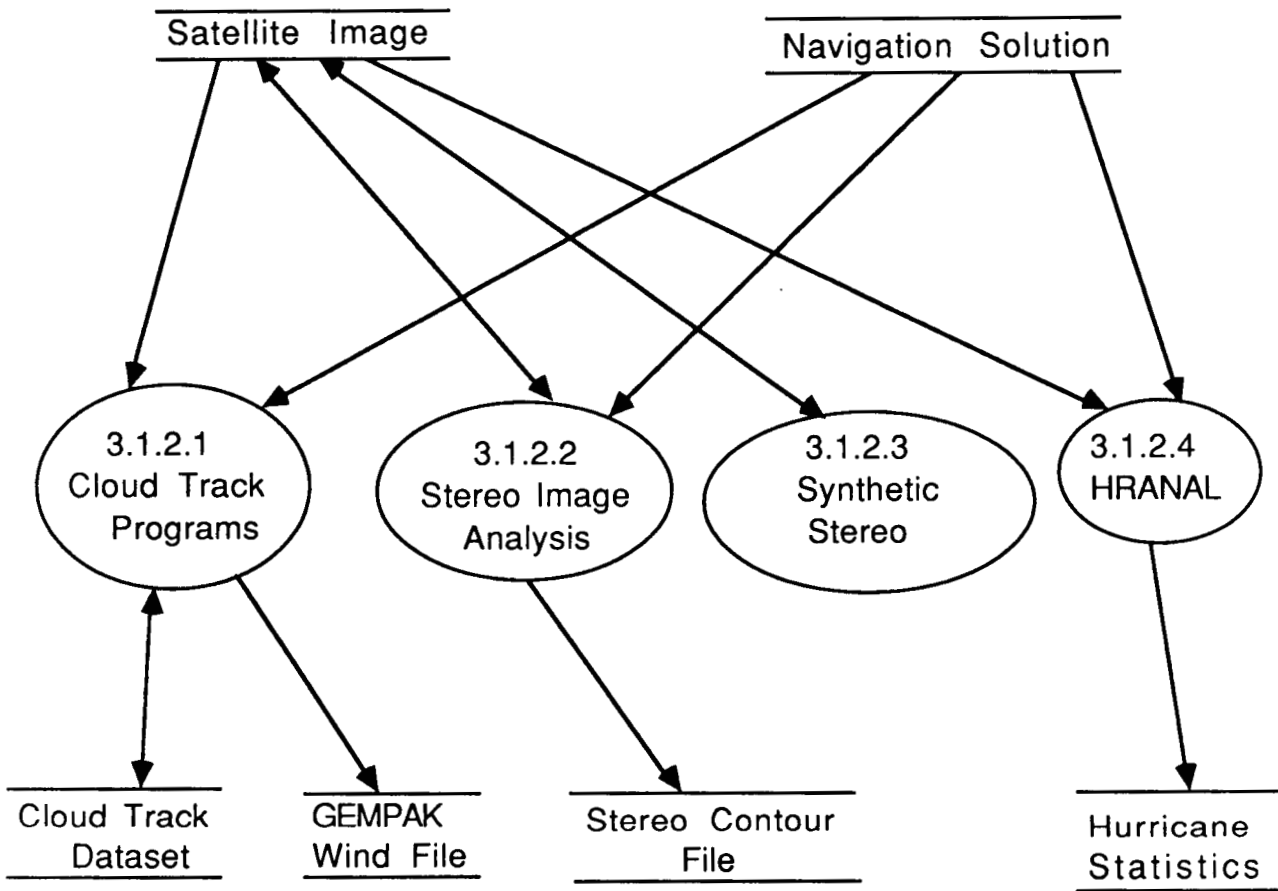 Satellite Image
Navigation Solution
3.1.2.1
Cloud Track
Programs
3.1.2.2
Stereo Image
Analysis
3.1.2.3
Synthetic
Stereo
3.1.2.4
HRANAL
Cloud Track
Dataset
GEMPAK
Wind File
Stereo Contour
File
Hurricane
Statistics